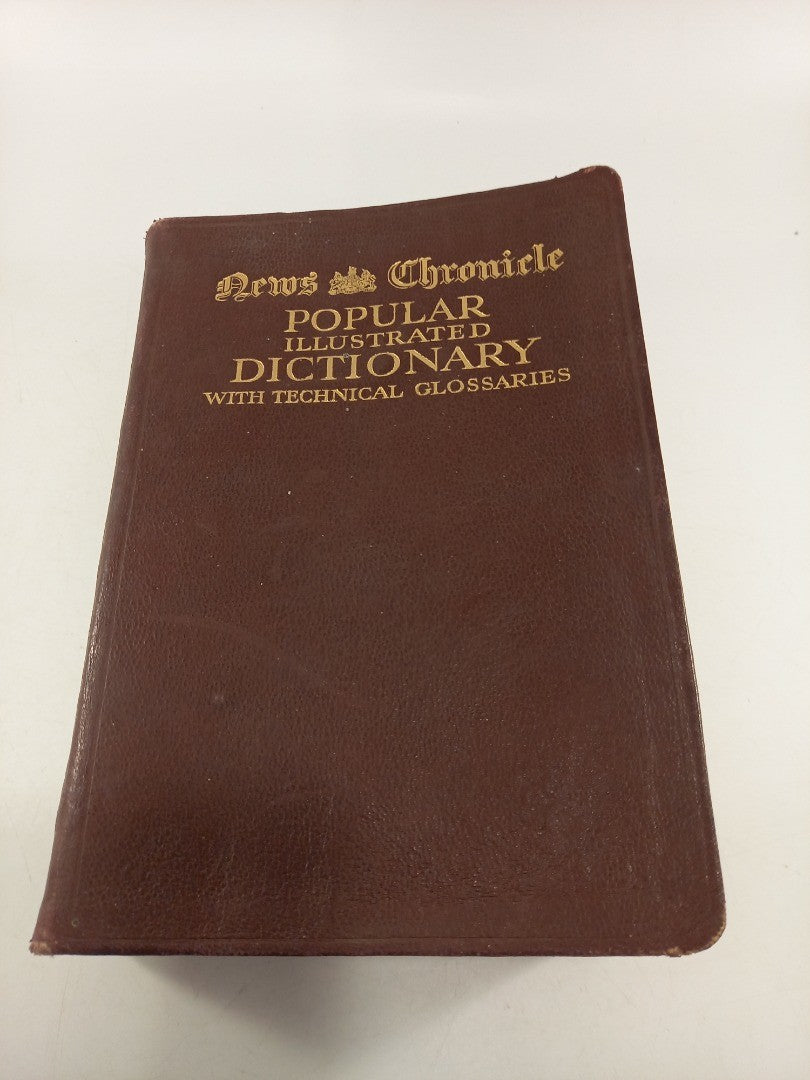 News Chronicle
POPULAR
ILLUSTRATED
DICTIONARY
WITH TECHNICAL GLOSSARIES